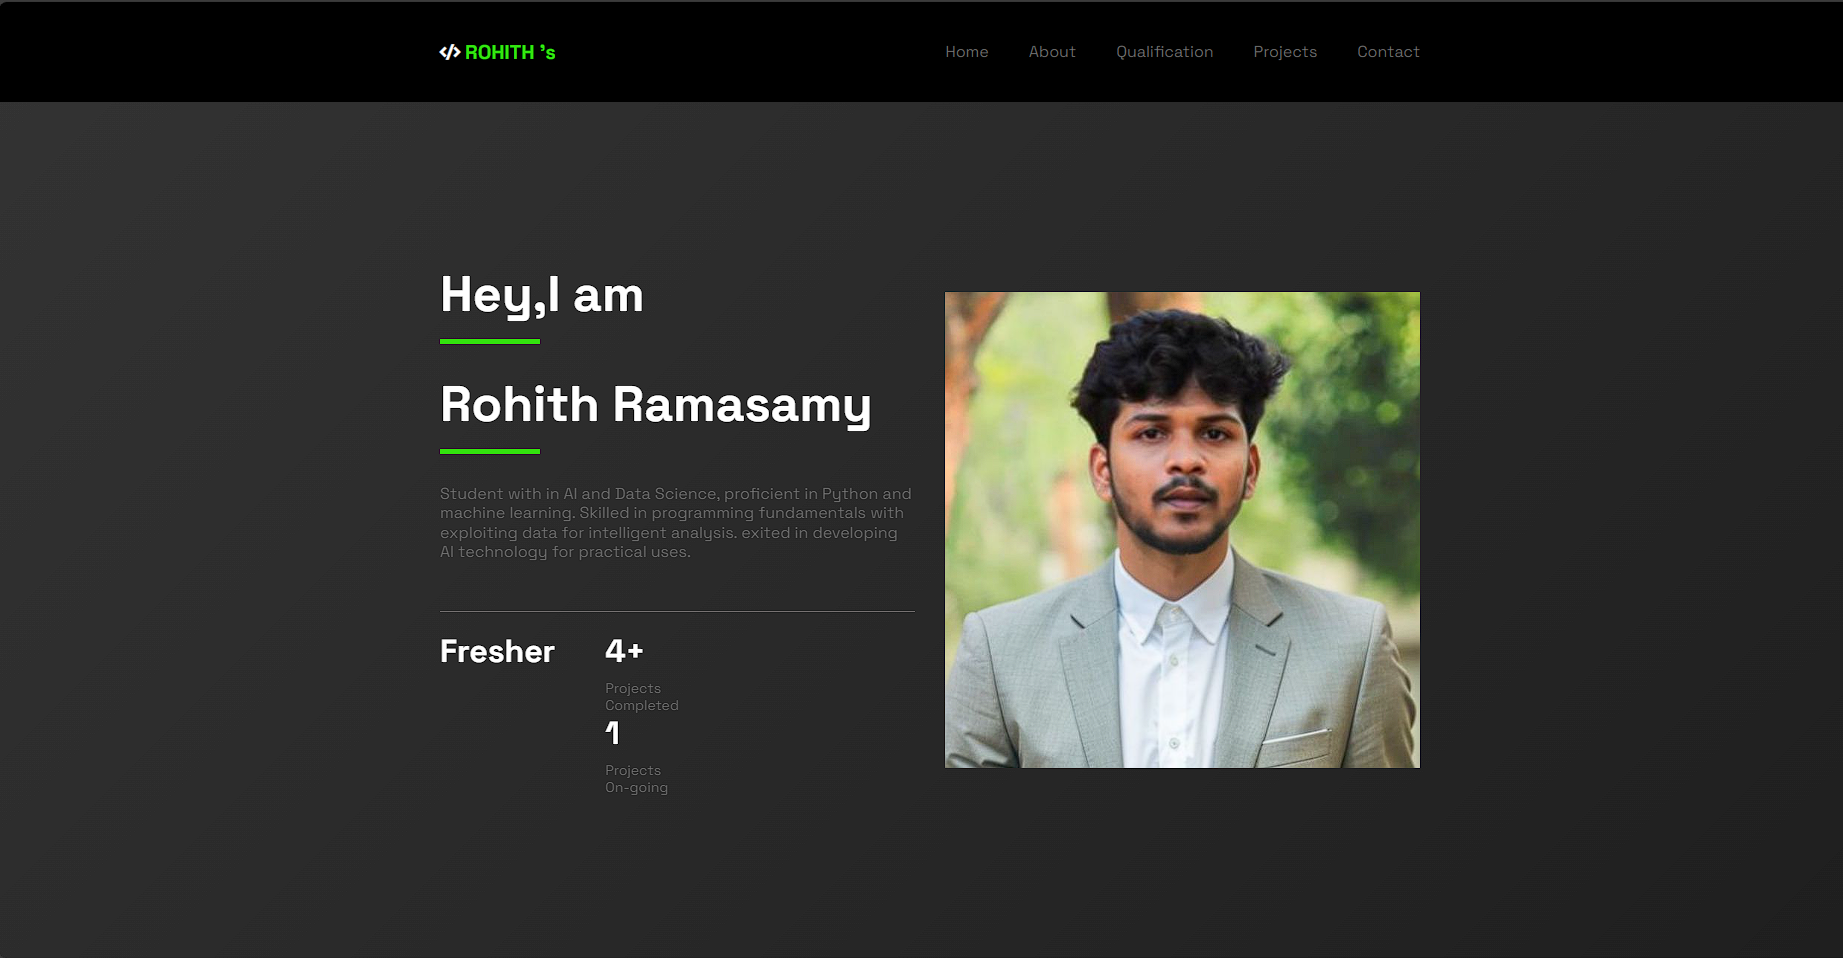 </> ROHITH 's
Home About Qualification Projects Contact
Hey,I am
Rohith Ramasamy
Student with in AI and Data Science, proficient in Python and
machine learning. Skilled in programming fundamentals with
exploiting data for intelligent analysis. exited in developing
AI technology for practical uses.
Fresher
4+
Projects
Completed
1
Projects
On-going